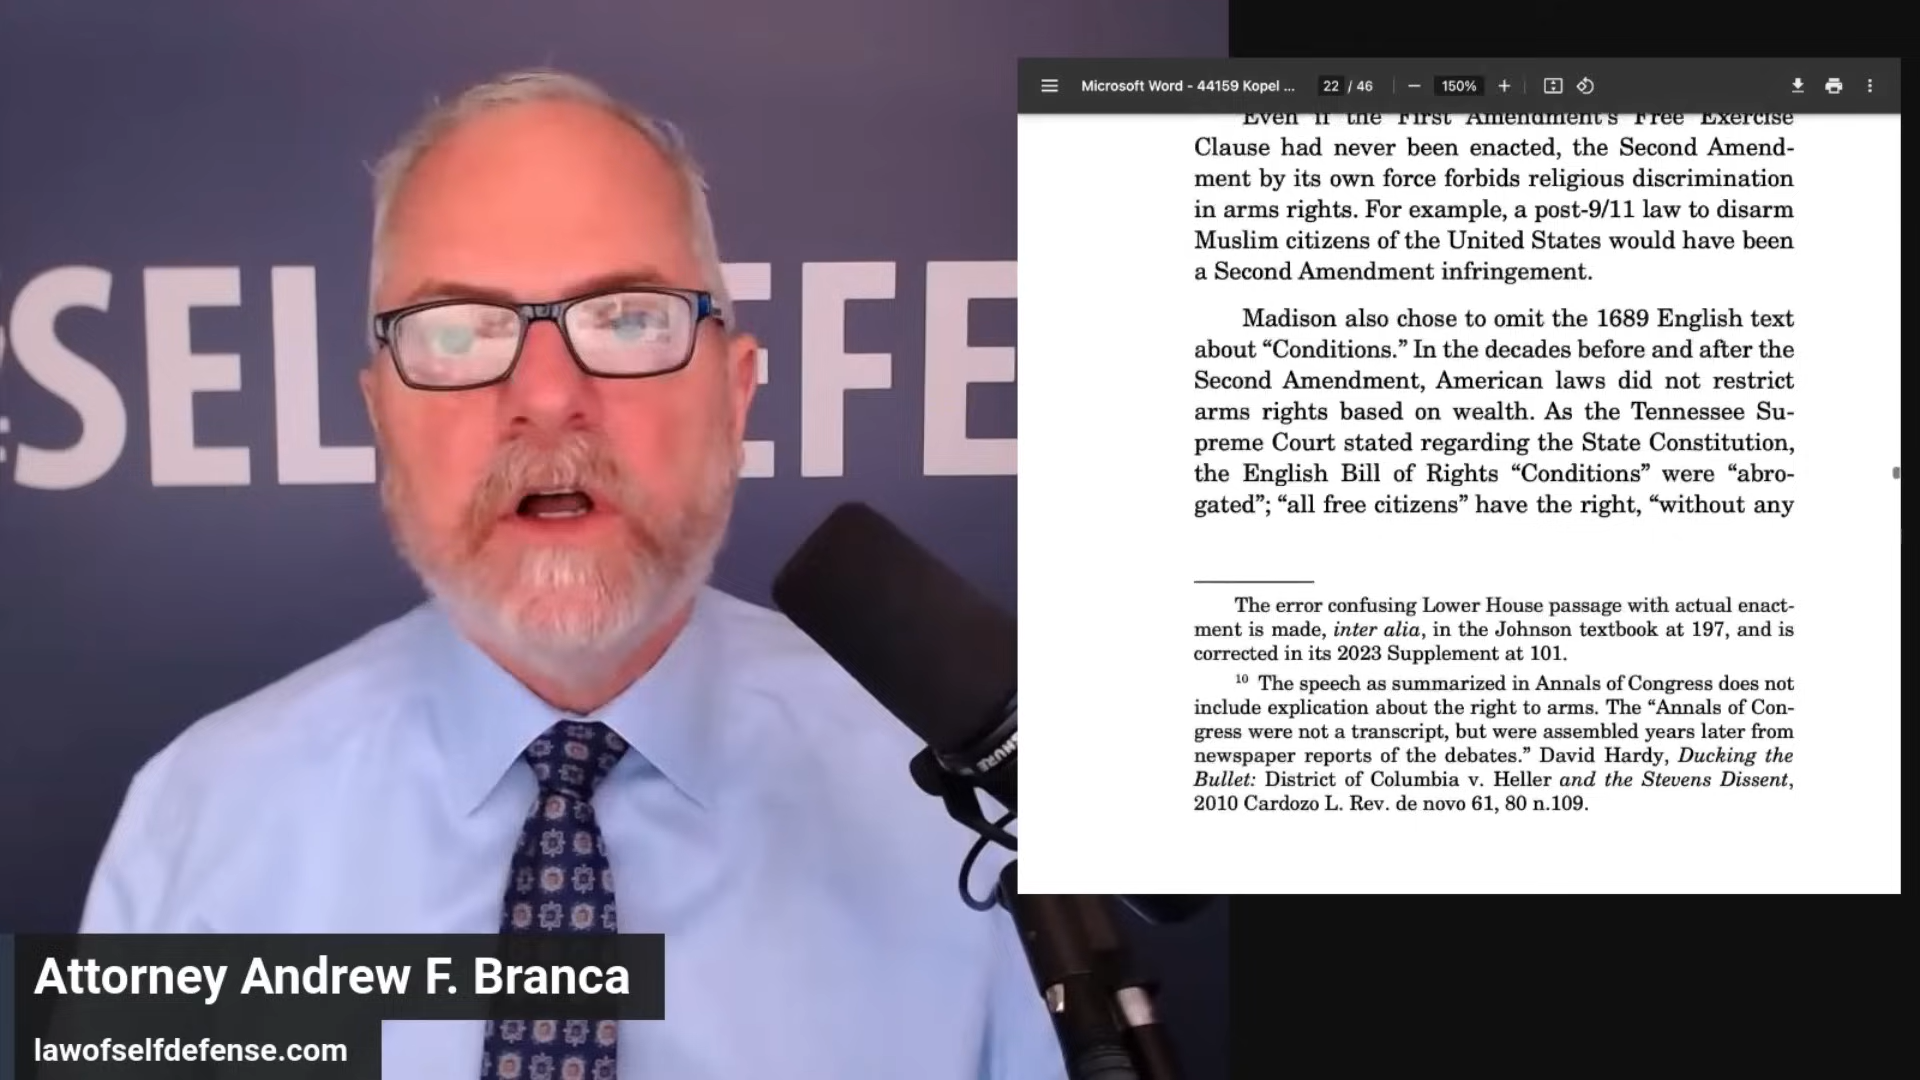 SELF DEFE
Microsoft Word - 44159 Kopel ... 22 / 46 150%
Even if the First Amendment's Free Exercise
Clause had never been enacted, the Second Amend-
ment by its own force forbids religious discrimination
in arms rights. For example, a post-9/11 law to disarm
Muslim citizens of the United States would have been
a Second Amendment infringement.
Madison also chose to omit the 1689 English text
about “Conditions.” In the decades before and after the
Second Amendment, American laws did not restrict
arms rights based on wealth. As the Tennessee Su-
preme Court stated regarding the State Constitution,
the English Bill of Rights “Conditions” were “abro-
gated”; “all free citizens” have the right, “without any
The error confusing Lower House passage with actual enact-
ment is made, inter alia, in the Johnson textbook at 197, and is
corrected in its 2023 Supplement at 101.
10 The speech as summarized in Annals of Congress does not
include explication about the right to arms. The “Annals of Con-
gress were not a transcript, but were assembled years later from
newspaper reports of the debates.” David Hardy, Ducking the
Bullet: District of Columbia v. Heller and the Stevens Dissent,
2010 Cardozo L. Rev. de novo 61, 80 n.109.
SHURE
Attorney Andrew F. Branca
lawofselfdefense.com